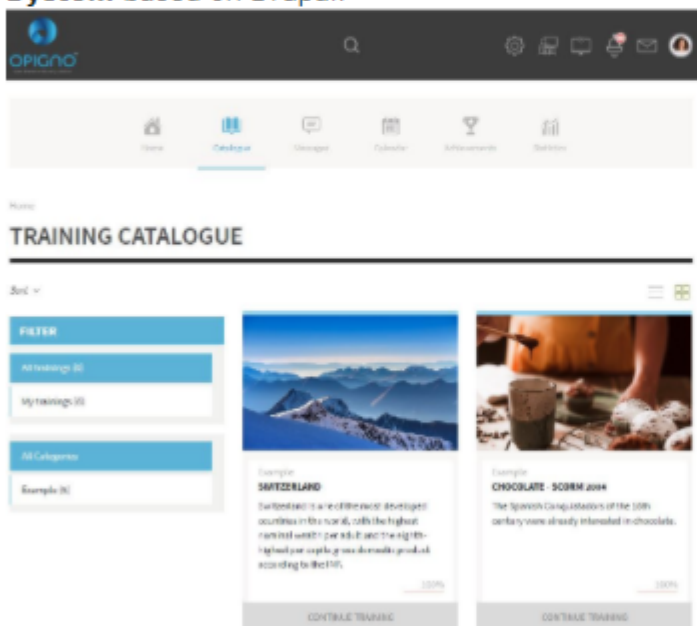 System based on Drupal.
OPIGNO
Home
Catalogue
Messages
Calendar
Achievements
Statistics
Home
TRAINING CATALOGUE
Sort
FILTER
All trainings
My trainings
All Categories
Example
Example
SWITZERLAND
Switzerland is one of the most developed
countries in the world, with the highest
nominal wealth per adult and the eighth-
highest per capita gross domestic product
according to the IMF.
100%
CONTINUE TRAINING
Example
CHOCOLATE - SCORM 2004
The Spanish Conquistadors of the 16th
century were already interested in chocolate.
100%
CONTINUE TRAINING